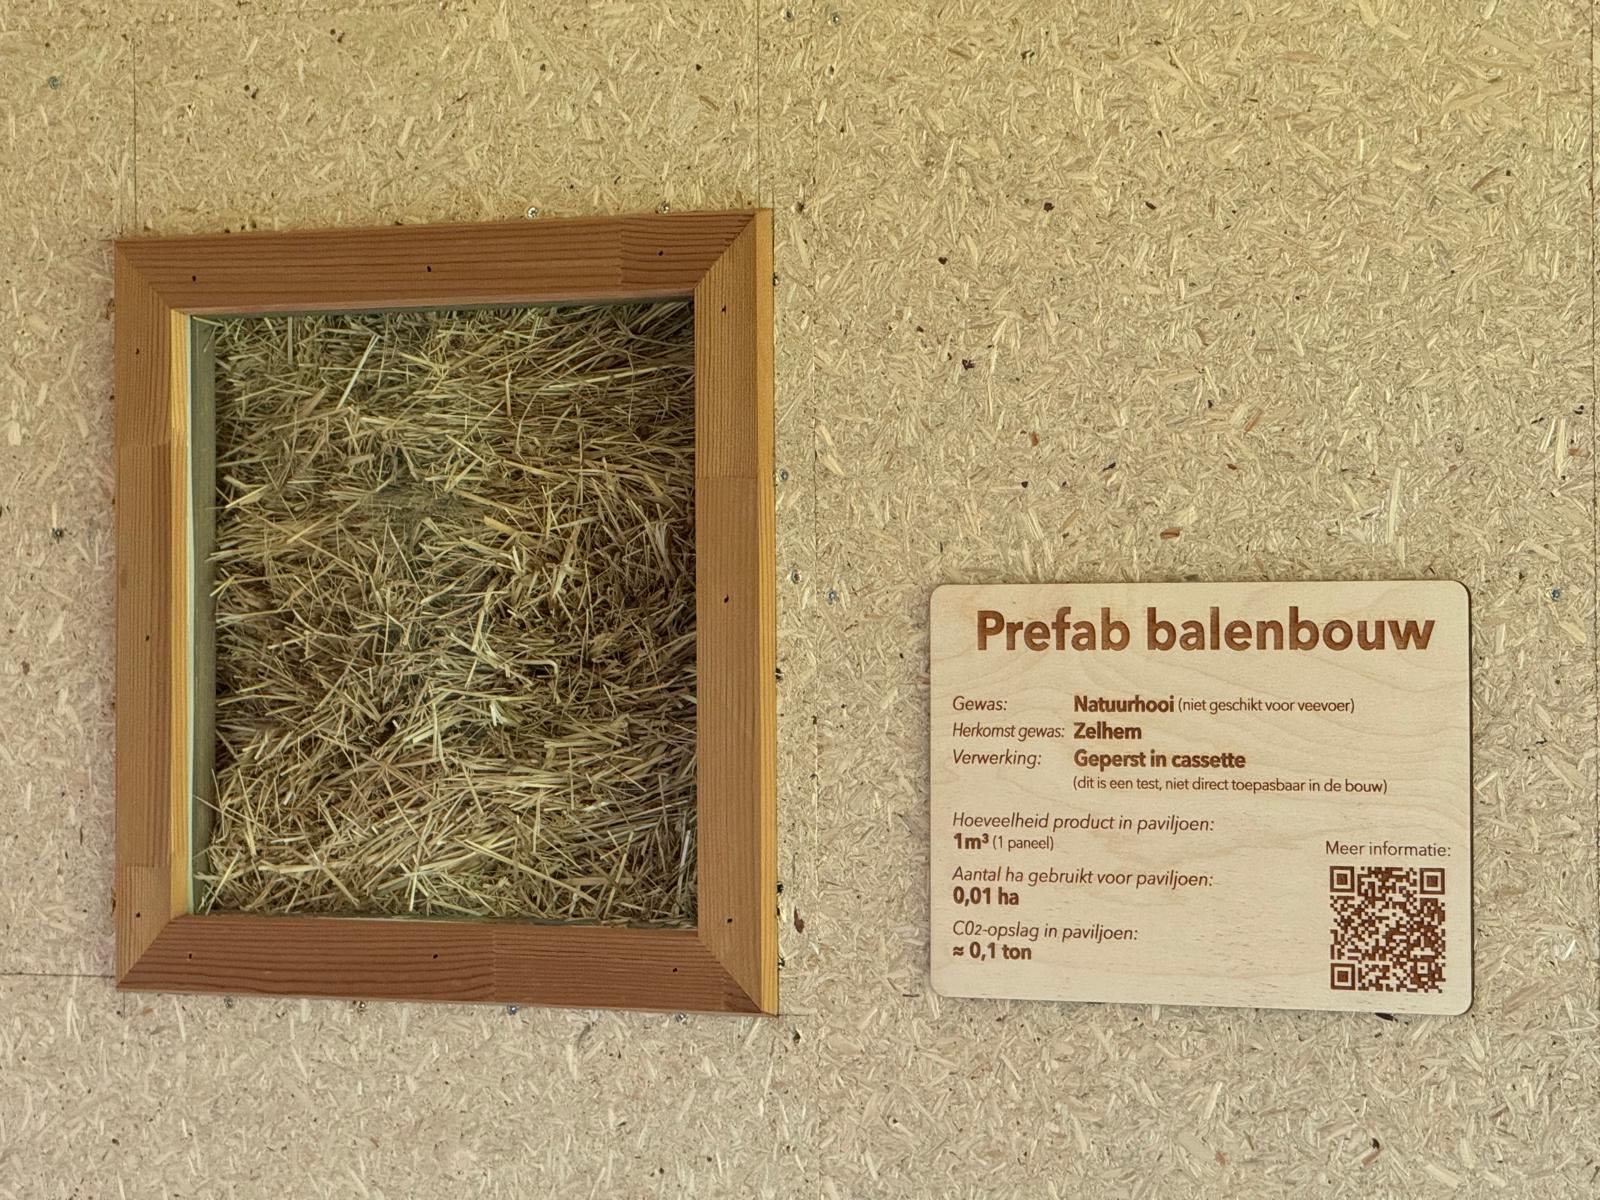 Prefab balenbouw
Gewas: Natuurhooi (niet geschikt voor veevoer)
Herkomst gewas: Zelhem
Verwerking: Geperst in cassette
(dit is een test, niet direct toepasbaar in de bouw)
Hoeveelheid product in paviljoen:
1m³ (1 paneel)
Meer informatie:
Aantal ha gebruikt voor paviljoen:
0,01 ha
C02-opslag in paviljoen:
≈ 0,1 ton